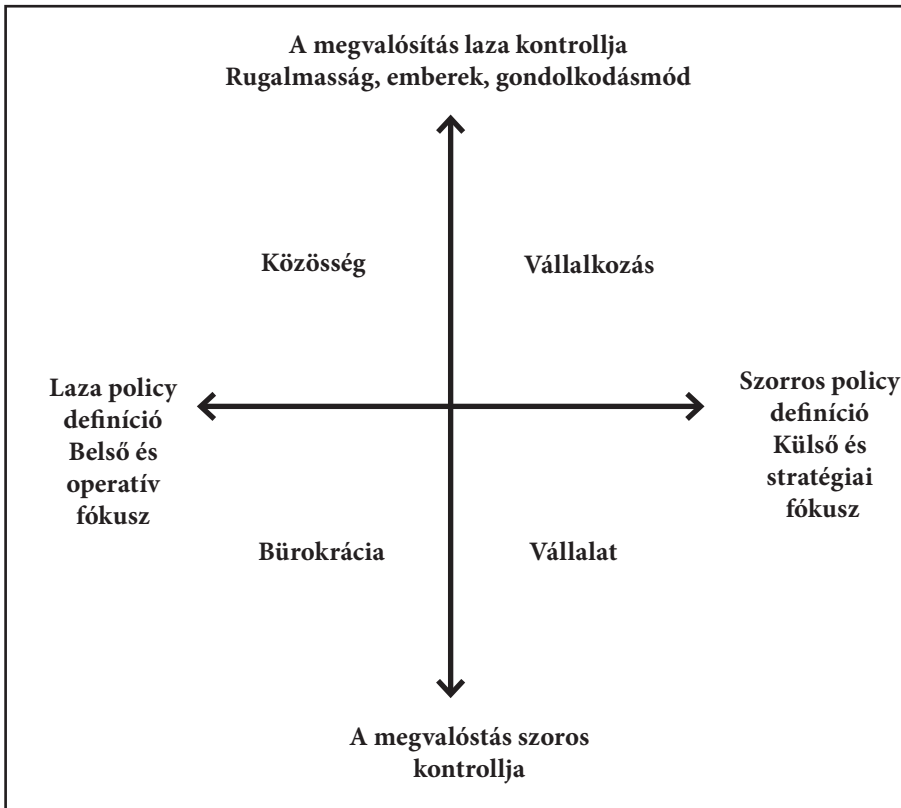 A megvalósítás laza kontrollja
Rugalmasság, emberek, gondolkodásmód
Közösség
Vállalkozás
Laza policy
definíció
Belső és
operatív
fókusz
Szorros policy
definíció
Külső és
stratégiai
fókusz
Bürokrácia
Vállalat
A megvalóstás szoros
kontrollja